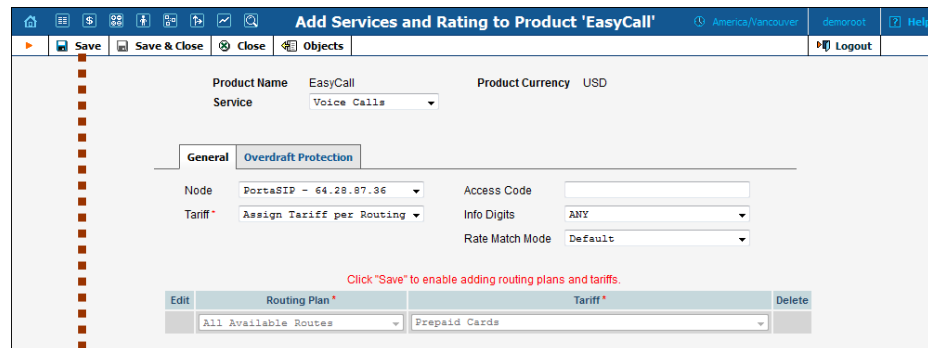 Add Services and Rating to Product 'EasyCall' America/Vancouver demoroot ? Help
Save Save & Close Close Objects Logout
Product Name EasyCall Product Currency USD
Service Voice Calls
General Overdraft Protection
Node PortaSIP - 64.28.87.36 Access Code
Tariff * Assign Tariff per Routing Info Digits ANY
Rate Match Mode Default
Click "Save" to enable adding routing plans and tariffs.
Edit Routing Plan * Tariff * Delete
All Available Routes Prepaid Cards